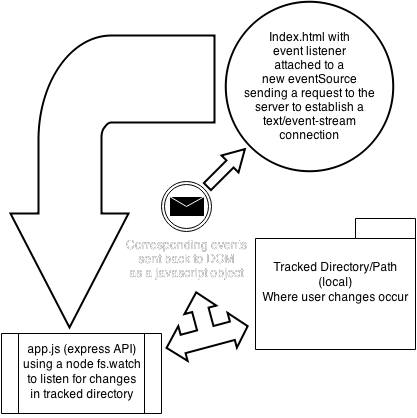 Index.html with
event listener
attached to a
new eventSource
sending a request to the
server to establish a
text/event-stream
connection
Corresponding events
sent back to DOM
as a javascript object
Tracked Directory/Path
(local)
Where user changes occur
app.js (express API)
using a node fs.watch
to listen for changes
in tracked directory